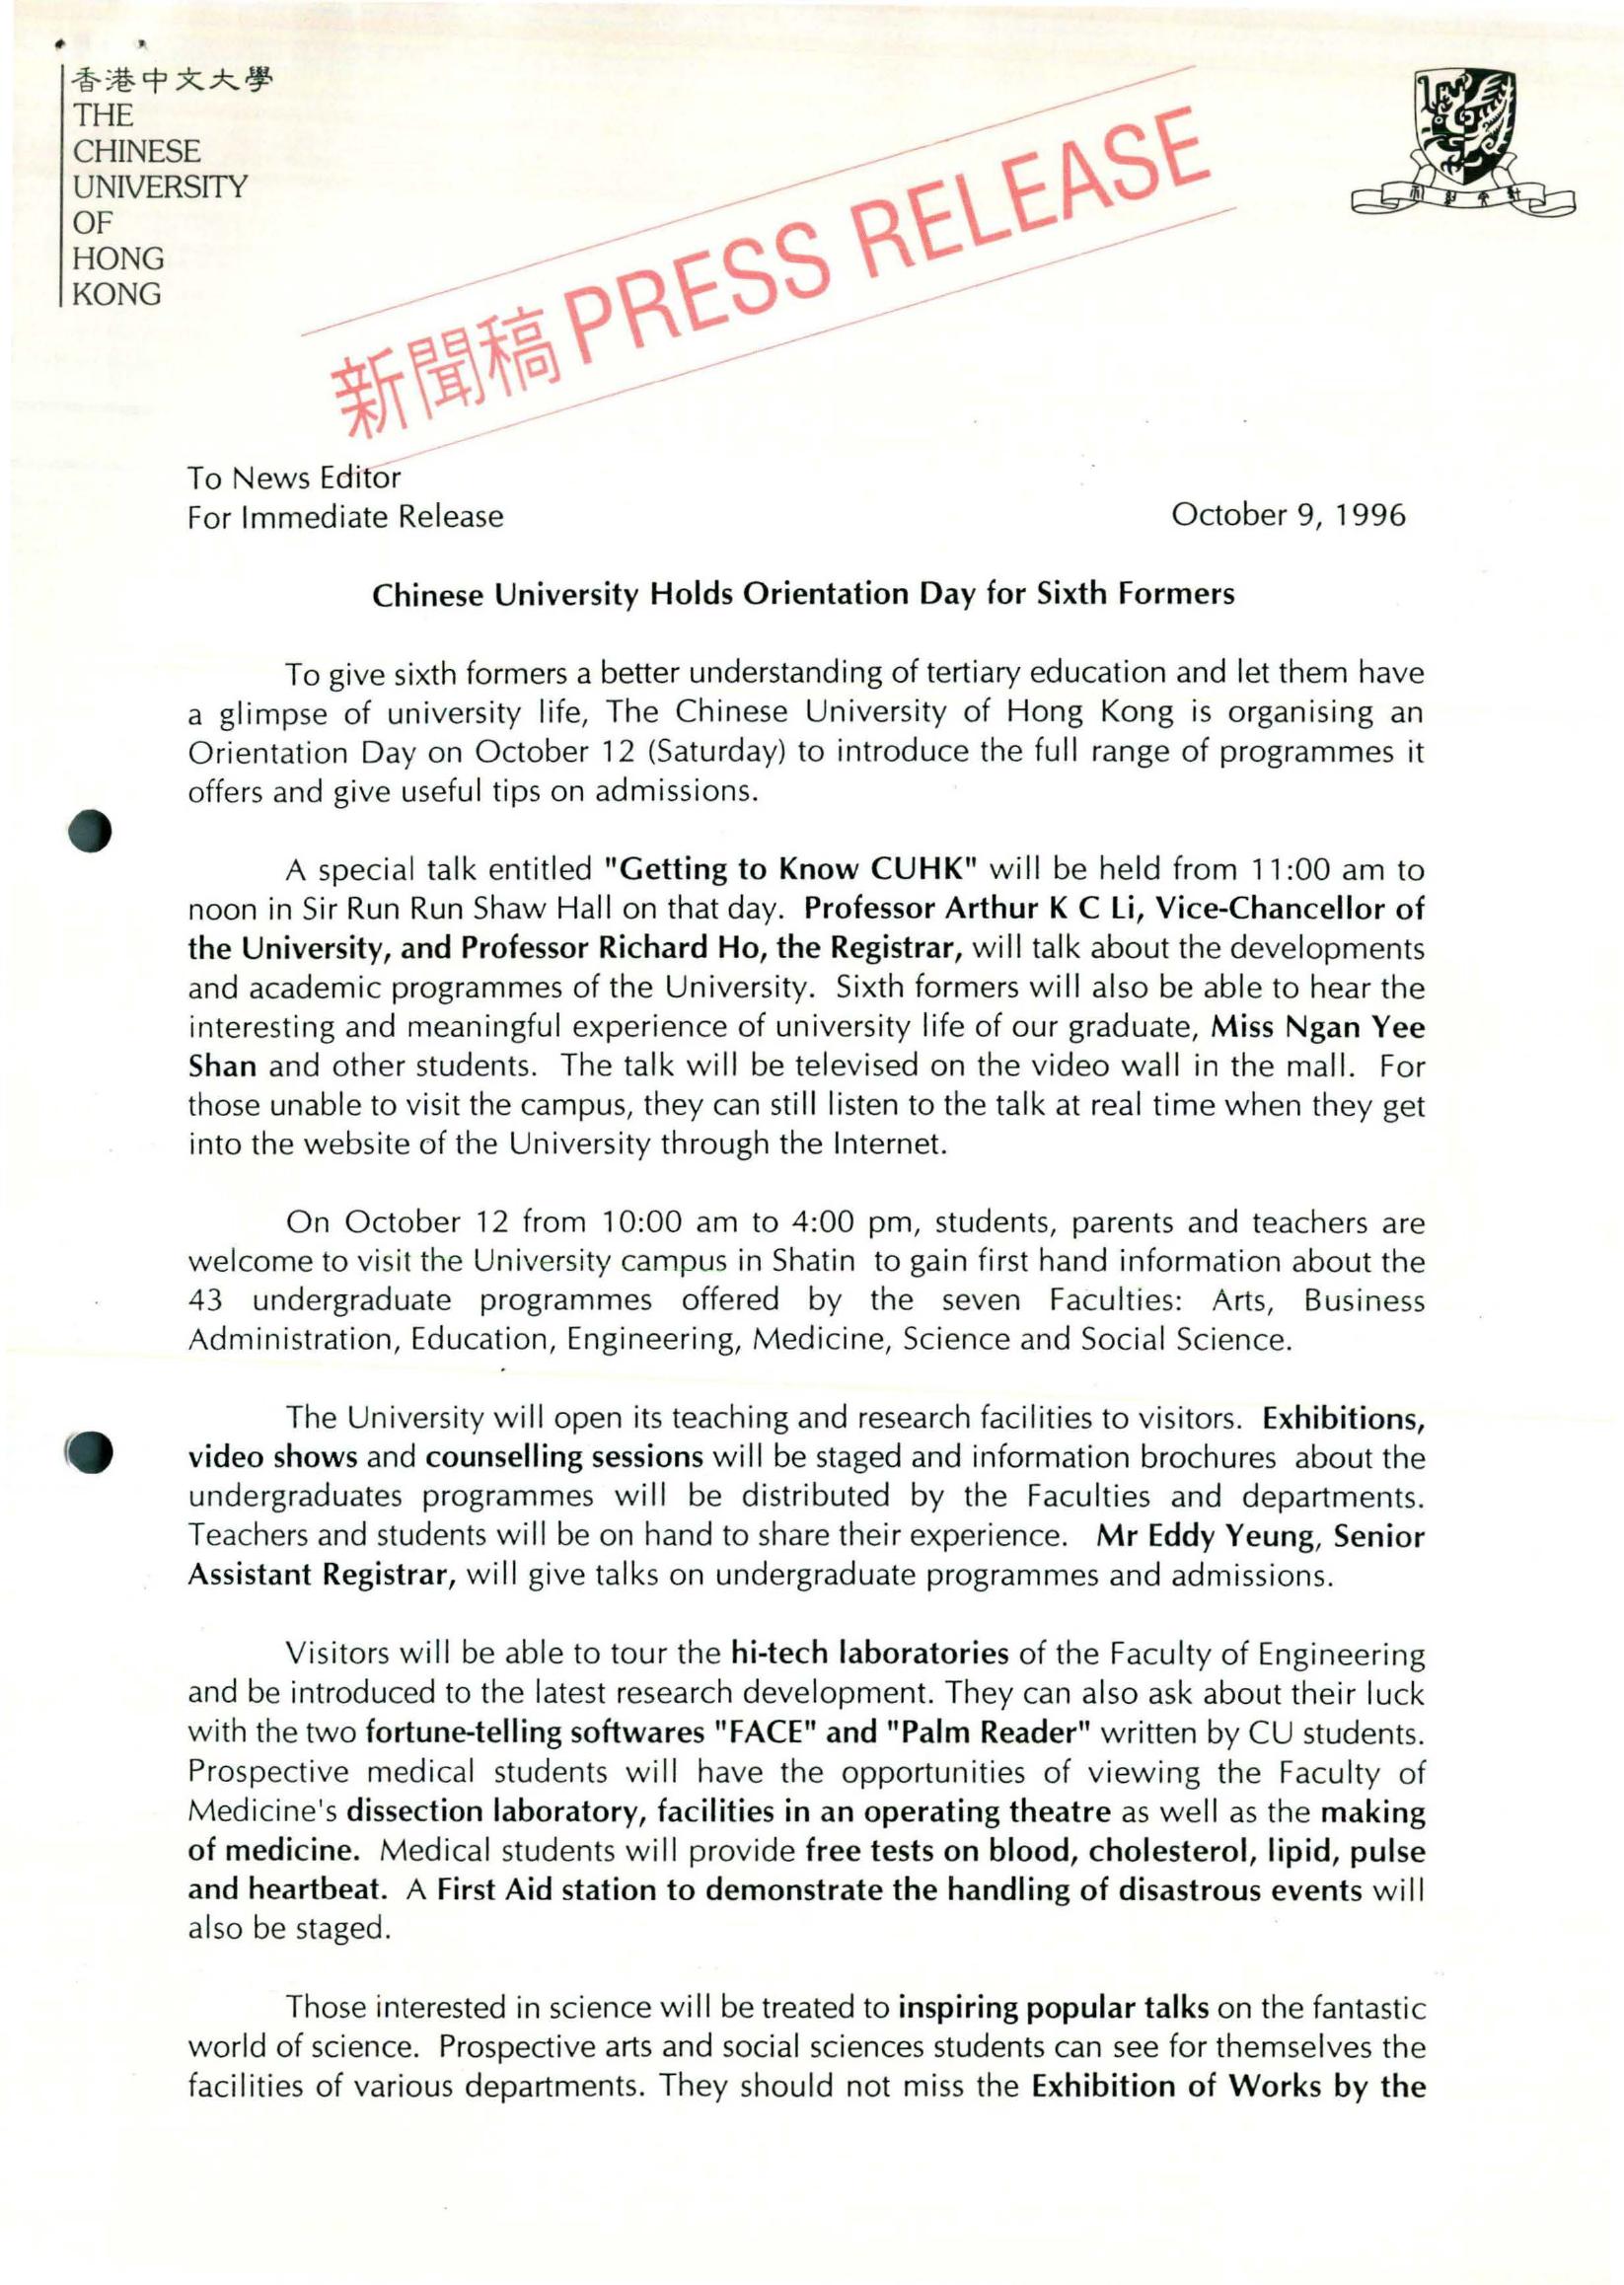 香港中文大學
THE
CHINESE
UNIVERSITY
OF
HONG
KONG
新聞稿 PRESS RELEASE
To News Editor
For Immediate Release October 9, 1996
Chinese University Holds Orientation Day for Sixth Formers
To give sixth formers a better understanding of tertiary education and let them have
a glimpse of university life, The Chinese University of Hong Kong is organising an
Orientation Day on October 12 (Saturday) to introduce the full range of programmes it
offers and give useful tips on admissions.
A special talk entitled "Getting to Know CUHK" will be held from 11:00 am to
noon in Sir Run Run Shaw Hall on that day. Professor Arthur K C Li, Vice-Chancellor of
the University, and Professor Richard Ho, the Registrar, will talk about the developments
and academic programmes of the University. Sixth formers will also be able to hear the
interesting and meaningful experience of university life of our graduate, Miss Ngan Yee
Shan and other students. The talk will be televised on the video wall in the mall. For
those unable to visit the campus, they can still listen to the talk at real time when they get
into the website of the University through the Internet.
On October 12 from 10:00 am to 4:00 pm, students, parents and teachers are
welcome to visit the University campus in Shatin to gain first hand information about the
43 undergraduate programmes offered by the seven Faculties: Arts, Business
Administration, Education, Engineering, Medicine, Science and Social Science.
The University will open its teaching and research facilities to visitors. Exhibitions,
video shows and counselling sessions will be staged and information brochures about the
undergraduates programmes will be distributed by the Faculties and departments.
Teachers and students will be on hand to share their experience. Mr Eddy Yeung, Senior
Assistant Registrar, will give talks on undergraduate programmes and admissions.
Visitors will be able to tour the hi-tech laboratories of the Faculty of Engineering
and be introduced to the latest research development. They can also ask about their luck
with the two fortune-telling softwares "FACE" and "Palm Reader" written by CU students.
Prospective medical students will have the opportunities of viewing the Faculty of
Medicine's dissection laboratory, facilities in an operating theatre as well as the making
of medicine. Medical students will provide free tests on blood, cholesterol, lipid, pulse
and heartbeat. A First Aid station to demonstrate the handling of disastrous events will
also be staged.
Those interested in science will be treated to inspiring popular talks on the fantastic
world of science. Prospective arts and social sciences students can see for themselves the
facilities of various departments. They should not miss the Exhibition of Works by the